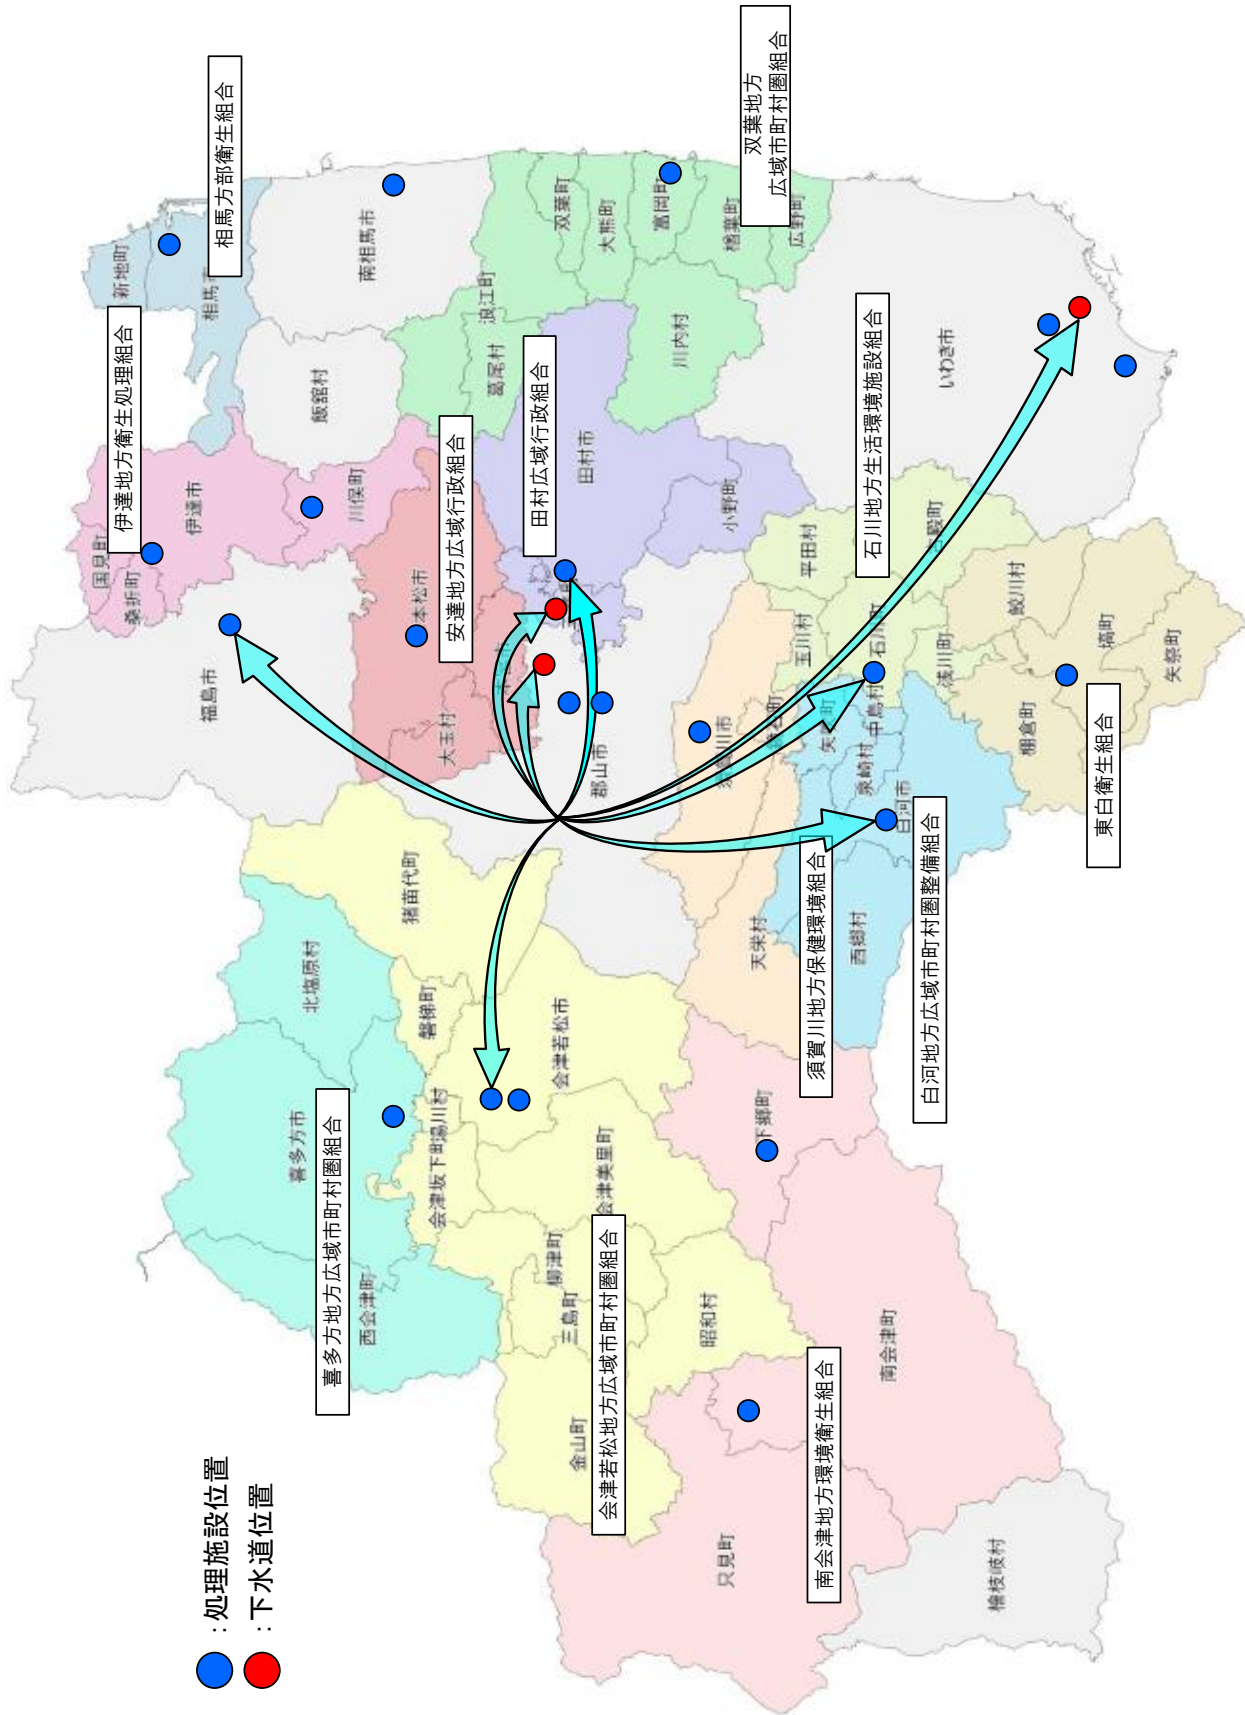 ：処理施設位置
：下水道位置
喜多方地方広域市町村圏組合
会津若松地方広域市町村圏組合
南会津地方環境衛生組合
須賀川地方保健環境組合
白河地方広域市町村圏整備組合
東白衛生組合
石川地方生活環境施設組合
田村広域行政組合
安達地方広域行政組合
伊達地方衛生処理組合
相馬方部衛生組合
双葉地方
広域市町村圏組合
新地町
相馬市
南相馬市
飯舘村
国見町
桑折町
伊達市
川俣町
福島市
二本松市
大玉村
浪江町
葛尾村
双葉町
大熊町
富岡町
楢葉町
広野町
川内村
田村市
小野町
郡山市
いわき市
平田村
玉川村
石川町
古殿町
浅川町
鮫川村
塙町
矢祭町
棚倉町
中島村
泉崎村
矢吹町
白河市
西郷村
天栄村
須賀川市
猪苗代町
北塩原村
磐梯町
喜多方市
西会津町
湯川村
会津坂下町
会津若松市
会津美里町
柳津町
三島町
金山町
昭和村
下郷町
南会津町
只見町
檜枝岐村